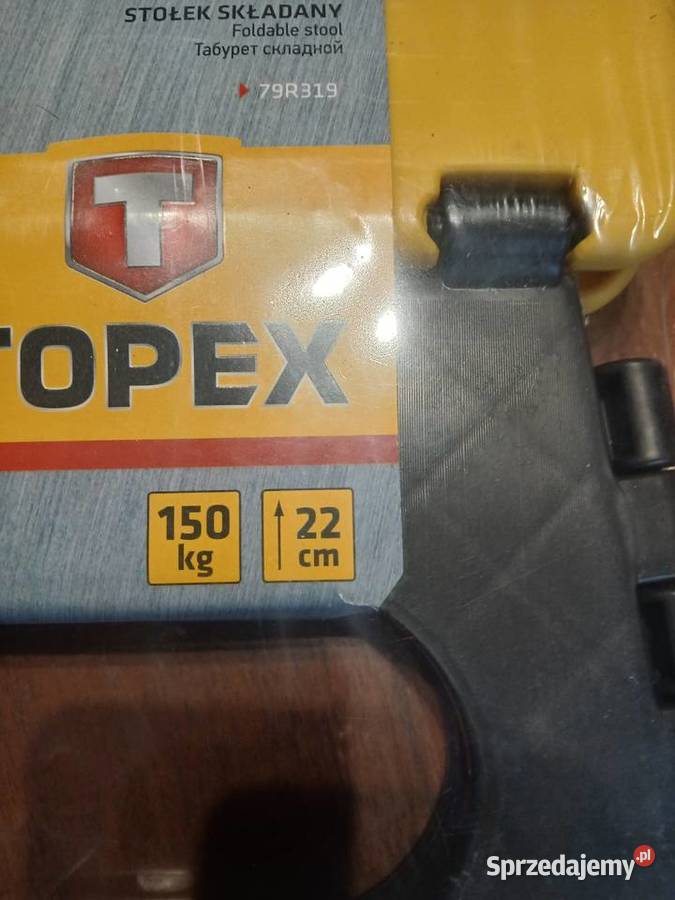 STOŁEK SKŁADANY
Foldable stool
Табурет складной
79R319
T
TOPEX
150 kg
22 cm
Sprzedajemy.pl